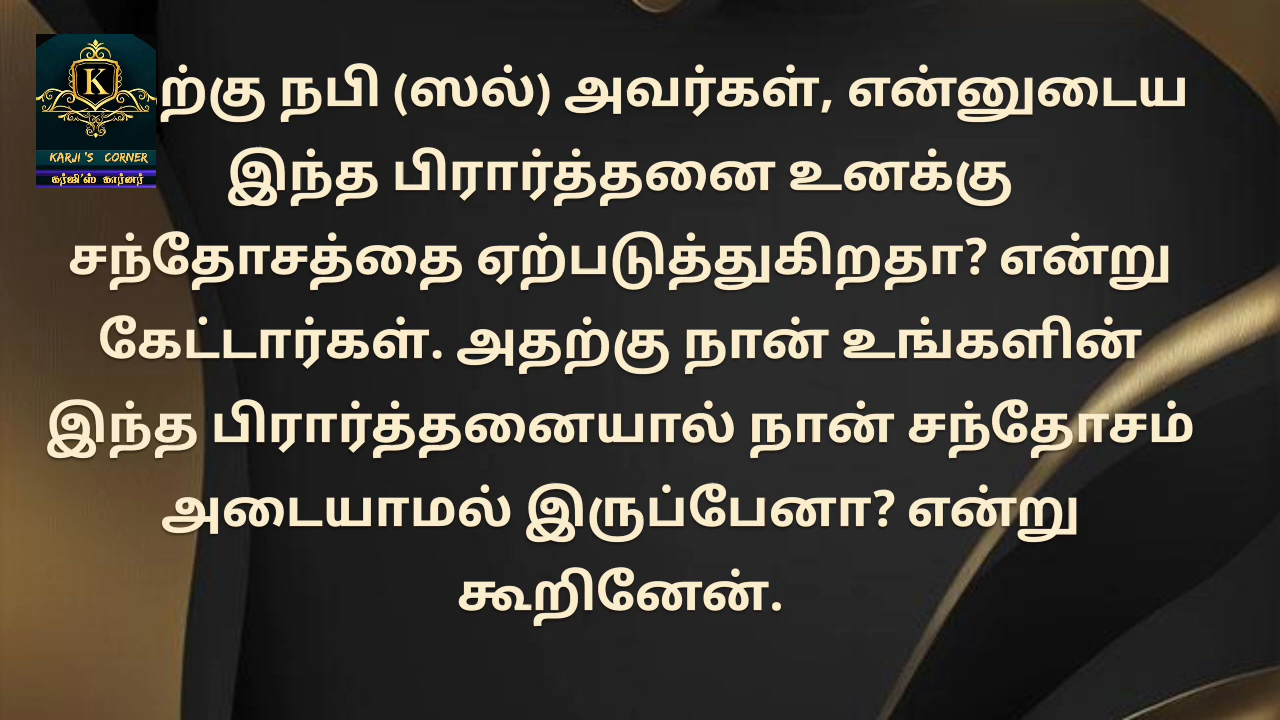 K
KARJI'S CORNER
கர்ஜி'ஸ் கார்னர்
நபி (ஸல்) அவர்கள், என்னுடைய
இந்த பிரார்த்தனை உனக்கு
சந்தோசத்தை ஏற்படுத்துகிறதா? என்று
கேட்டார்கள். அதற்கு நான் உங்களின்
இந்த பிரார்த்தனையால் நான் சந்தோசம்
அடையாமல் இருப்பேனா? என்று
கூறினேன்.